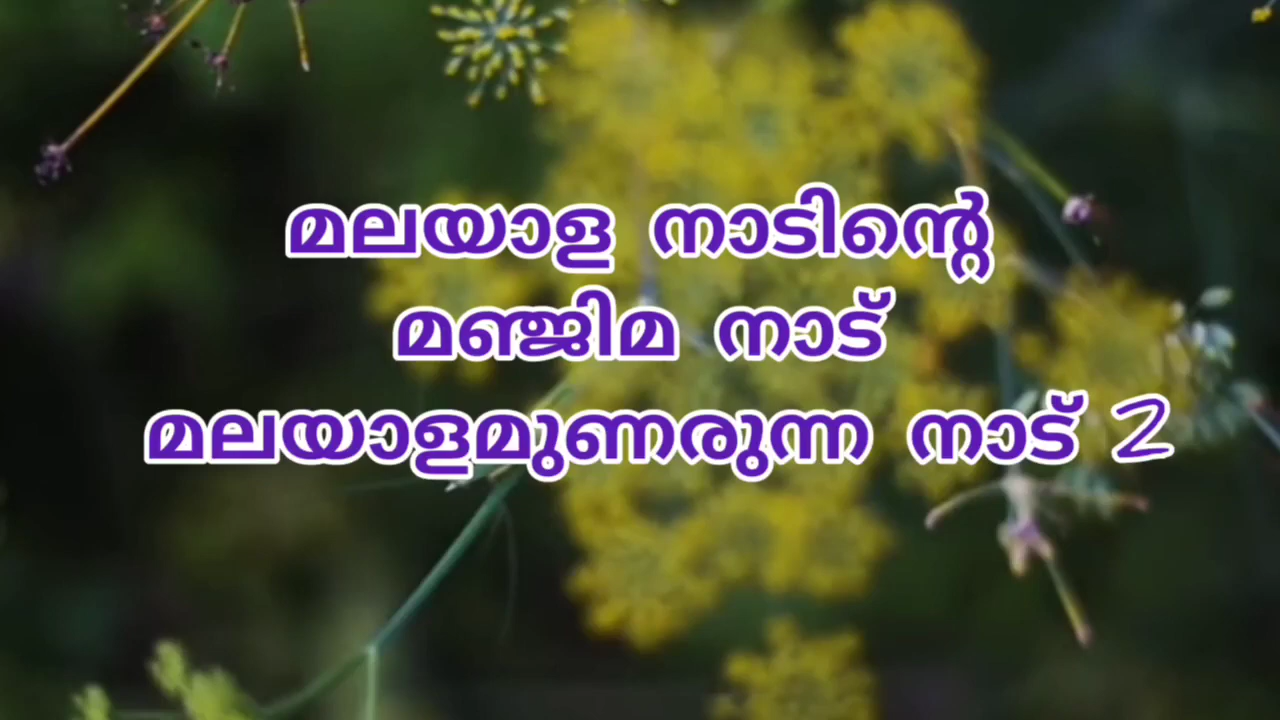 മലയാള നാടിന്റെ
മഞ്ജിമ നാട്
മലയാളമുണരുന്ന നാട് 2